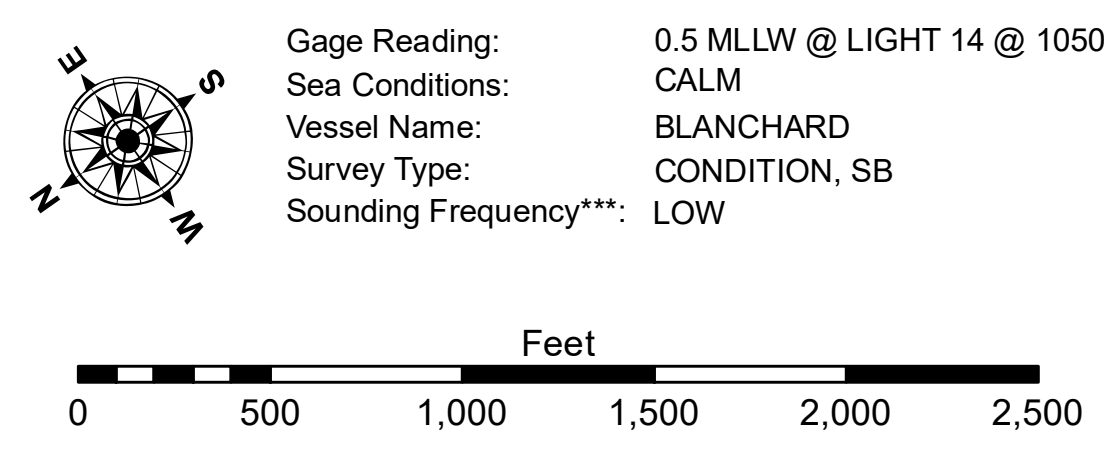 E
S
N
W
Gage Reading: 0.5 MLLW @ LIGHT 14 @ 1050
Sea Conditions: CALM
Vessel Name: BLANCHARD
Survey Type: CONDITION, SB
Sounding Frequency***: LOW
Feet
0 500 1,000 1,500 2,000 2,500